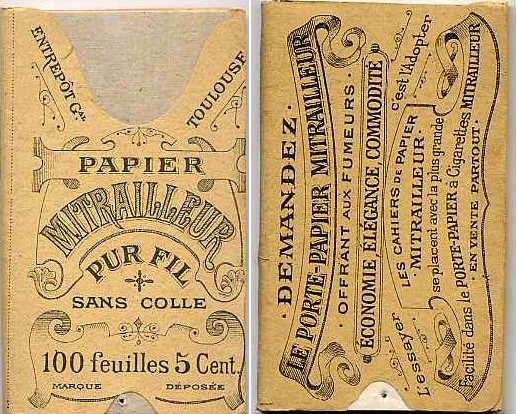 ENTREPÔT Gal
TOULOUSE
PAPIER
MITRAILLEUR
PUR FIL
SANS COLLE
100 feuilles 5 Cent.
MARQUE DÉPOSÉE
· DEMANDEZ ·
LE PORTE-PAPIER MITRAILLEUR
· OFFRANT AUX FUMEURS ·
ÉCONOMIE ÉLÉGANCE COMMODITÉ
L'essayer c'est l'Adopter
LES CAHIERS DE PAPIER
· MITRAILLEUR ·
se placent avec la plus grande
Facilité dans le PORTE-PAPIER à Cigarettes MITRAILLEUR
· EN VENTE PARTOUT ·